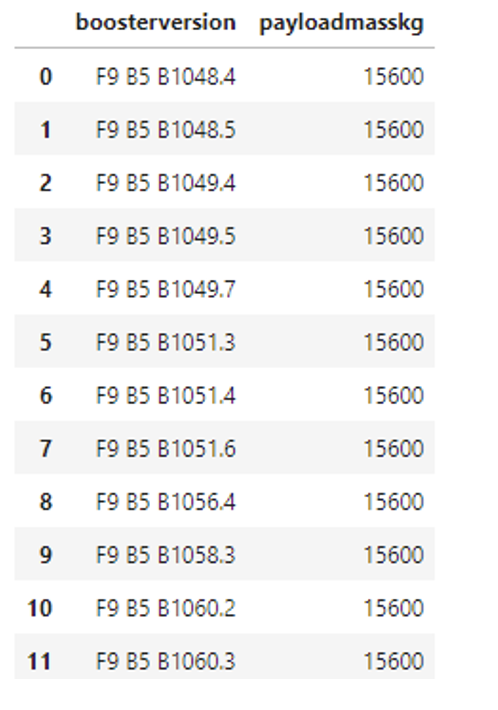 boosterversion payloadmasskg
0 F9 B5 B1048.4 15600
1 F9 B5 B1048.5 15600
2 F9 B5 B1049.4 15600
3 F9 B5 B1049.5 15600
4 F9 B5 B1049.7 15600
5 F9 B5 B1051.3 15600
6 F9 B5 B1051.4 15600
7 F9 B5 B1051.6 15600
8 F9 B5 B1056.4 15600
9 F9 B5 B1058.3 15600
10 F9 B5 B1060.2 15600
11 F9 B5 B1060.3 15600